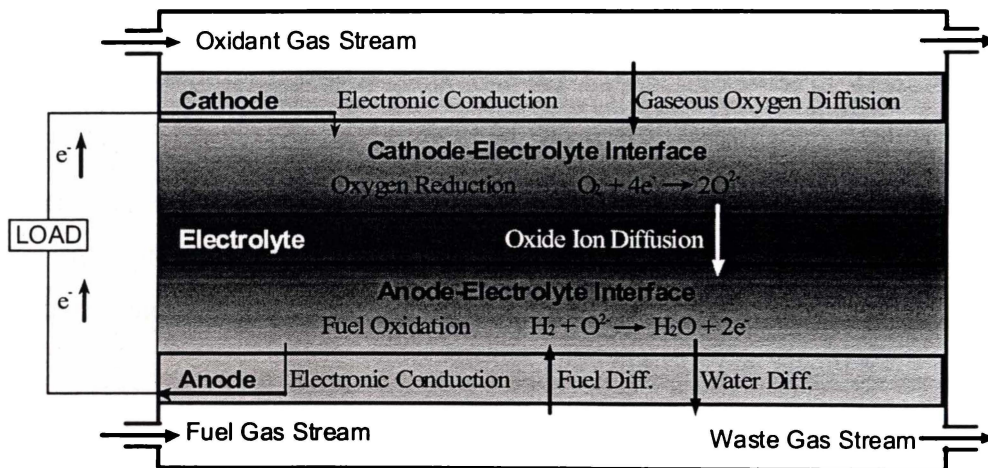 Oxidant Gas Stream
Cathode Electronic Conduction Gaseous Oxygen Diffusion
Cathode-Electrolyte Interface
e⁻
Oxygen Reduction O₂ + 4e⁻ → 2O²⁻
LOAD
Electrolyte Oxide Ion Diffusion
Anode-Electrolyte Interface
e⁻
Fuel Oxidation H₂ + O²⁻ → H₂O + 2e⁻
Anode Electronic Conduction Fuel Diff. Water Diff.
Fuel Gas Stream Waste Gas Stream